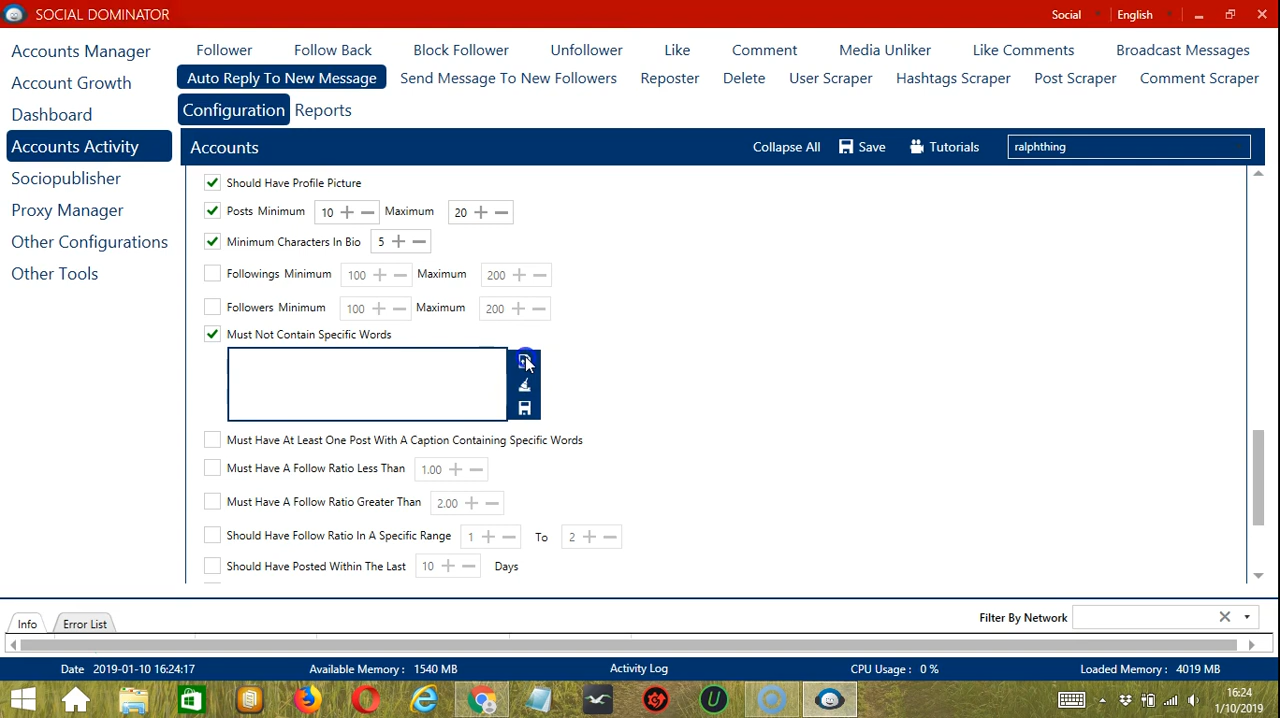 SOCIAL DOMINATOR Social English
Accounts Manager Follower Follow Back Block Follower Unfollower Like Comment Media Unliker Like Comments Broadcast Messages
Account Growth Auto Reply To New Message Send Message To New Followers Reposter Delete User Scraper Hashtags Scraper Post Scraper Comment Scraper
Dashboard Configuration Reports
Accounts Activity Accounts Collapse All Save Tutorials ralphthing
Sociopublisher Should Have Profile Picture
Proxy Manager Posts Minimum 10 Maximum 20
Other Configurations Minimum Characters In Bio 5
Other Tools Followings Minimum 100 Maximum 200
Followers Minimum 100 Maximum 200
Must Not Contain Specific Words
Must Have At Least One Post With A Caption Containing Specific Words
Must Have A Follow Ratio Less Than 1.00
Must Have A Follow Ratio Greater Than 2.00
Should Have Follow Ratio In A Specific Range 1 To 2
Should Have Posted Within The Last 10 Days
Info Error List Filter By Network
Date 2019-01-10 16:24:17 Available Memory : 1540 MB Activity Log CPU Usage : 0 % Loaded Memory : 4019 MB
16:24
1/10/2019